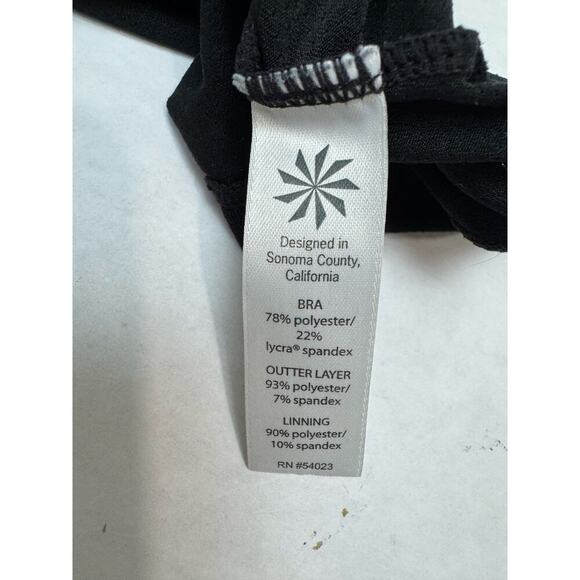 Designed in
Sonoma County,
California
BRA
78% polyester/
22%
lycra® spandex
OUTTER LAYER
93% polyester/
7% spandex
LINNING
90% polyester/
10% spandex
RN #54023